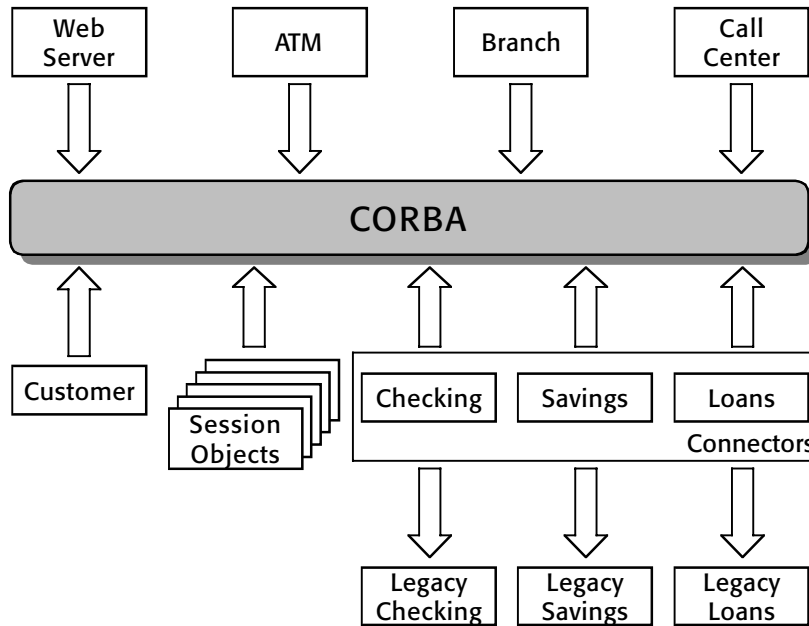 Web
Server
ATM
Branch
Call
Center
CORBA
Customer
Session
Objects
Checking
Savings
Loans
Connectors
Legacy
Checking
Legacy
Savings
Legacy
Loans